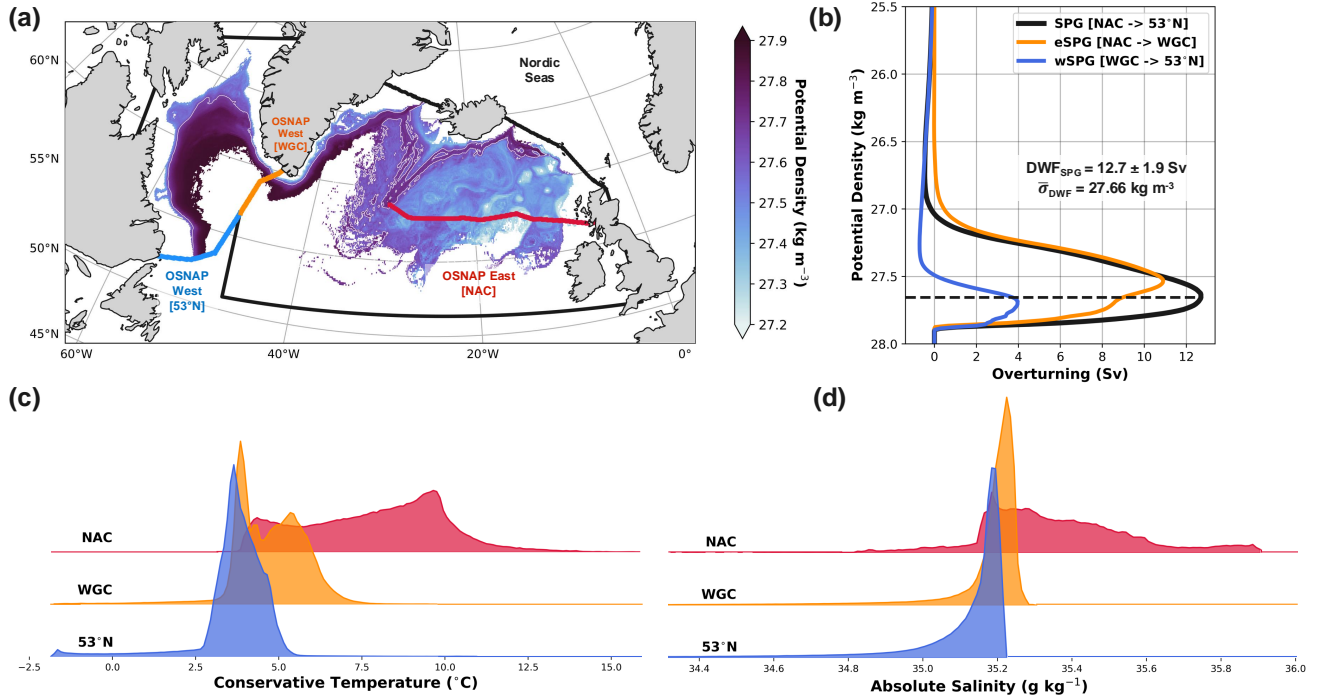 (a)
60°N
55°N
50°N
45°N
60°W
40°W
20°W
0°
Nordic
Seas
OSNAP
West
[WGC]
OSNAP
West
[53°N]
OSNAP East
[NAC]
27.9
27.8
27.7
27.6
27.5
27.4
27.3
27.2
Potential Density (kg m⁻³)
(b)
25.5
26.0
26.5
27.0
27.5
28.0
Potential Density (kg m⁻³)
SPG [NAC -> 53°N]
eSPG [NAC -> WGC]
wSPG [WGC -> 53°N]
DWF_SPG = 12.7 ± 1.9 Sv
σ̅_DWF = 27.66 kg m⁻³
0 2 4 6 8 10 12
Overturning (Sv)
(c)
NAC
WGC
53°N
−2.5 0.0 2.5 5.0 7.5 10.0 12.5 15.0
Conservative Temperature (°C)
(d)
NAC
WGC
53°N
34.4 34.6 34.8 35.0 35.2 35.4 35.6 35.8 36.0
Absolute Salinity (g kg⁻¹)